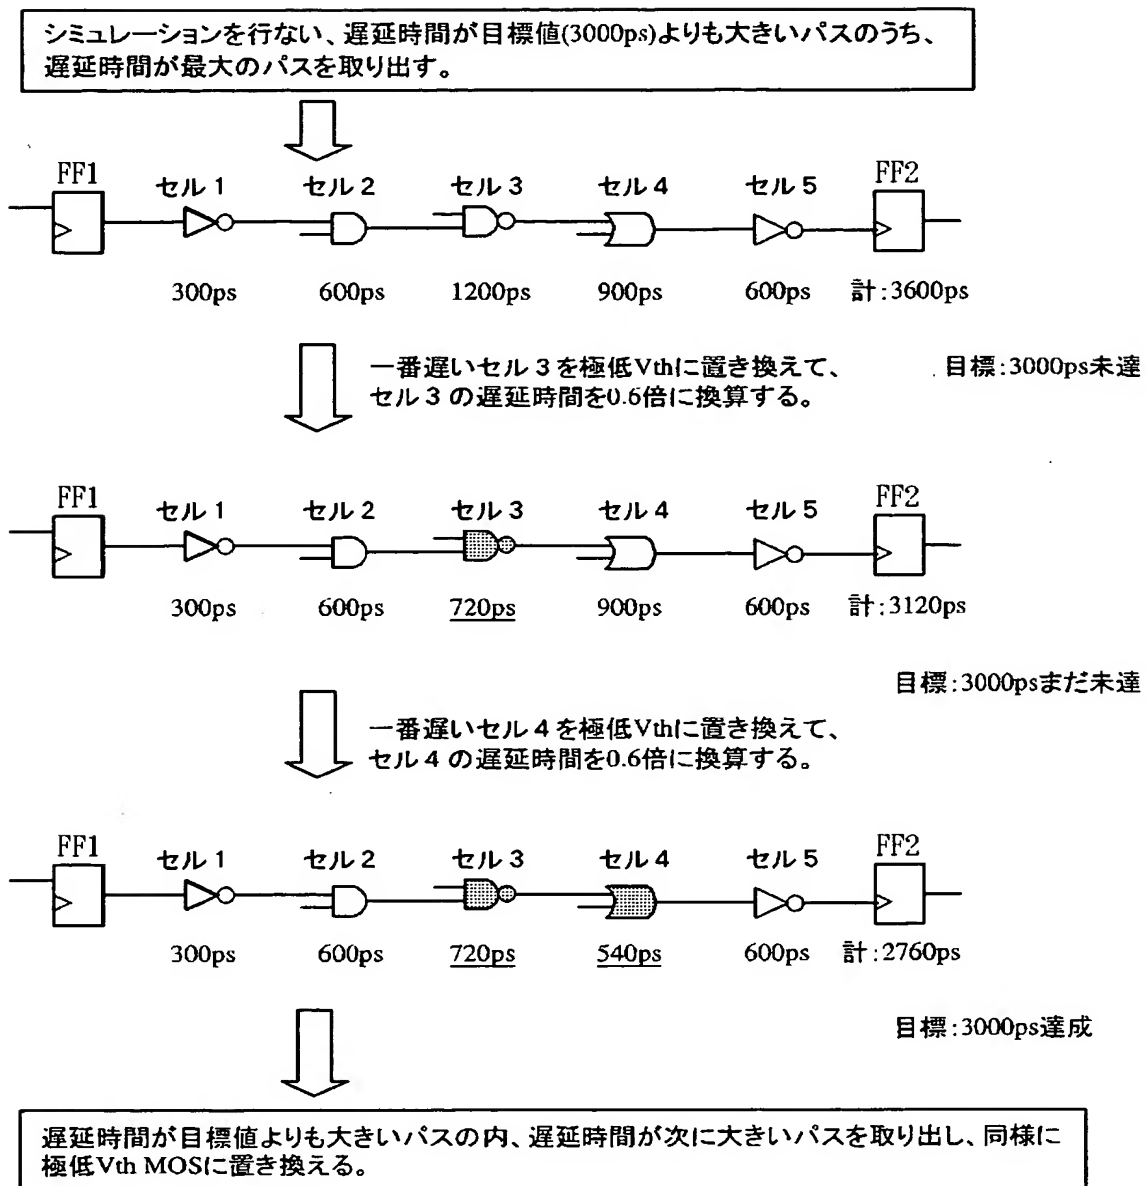 シミュレーションを行ない、遅延時間が目標値(3000ps)よりも大きいパスのうち、
遅延時間が最大のパスを取り出す。
FF1 セル1 セル2 セル3 セル4 セル5 FF2
300ps 600ps 1200ps 900ps 600ps 計:3600ps
一番遅いセル3を極低Vthに置き換えて、 目標:3000ps未達
セル3の遅延時間を0.6倍に換算する。
FF1 セル1 セル2 セル3 セル4 セル5 FF2
300ps 600ps 720ps 900ps 600ps 計:3120ps
目標:3000psまだ未達
一番遅いセル4を極低Vthに置き換えて、
セル4の遅延時間を0.6倍に換算する。
FF1 セル1 セル2 セル3 セル4 セル5 FF2
300ps 600ps 720ps 540ps 600ps 計:2760ps
目標:3000ps達成
遅延時間が目標値よりも大きいパスの内、遅延時間が次に大きいパスを取り出し、同様に
極低Vth MOSに置き換える。